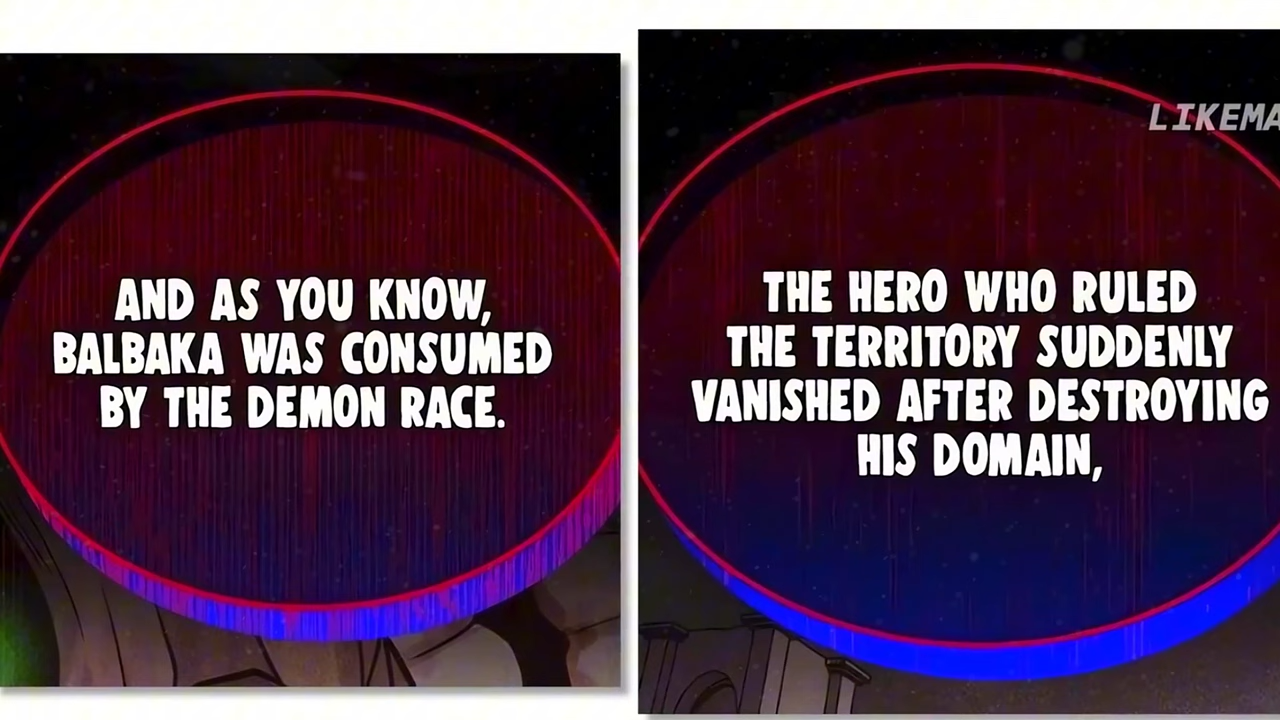 AND AS YOU KNOW,
BALBAKA WAS CONSUMED
BY THE DEMON RACE.
LIKEMA
THE HERO WHO RULED
THE TERRITORY SUDDENLY
VANISHED AFTER DESTROYING
HIS DOMAIN,